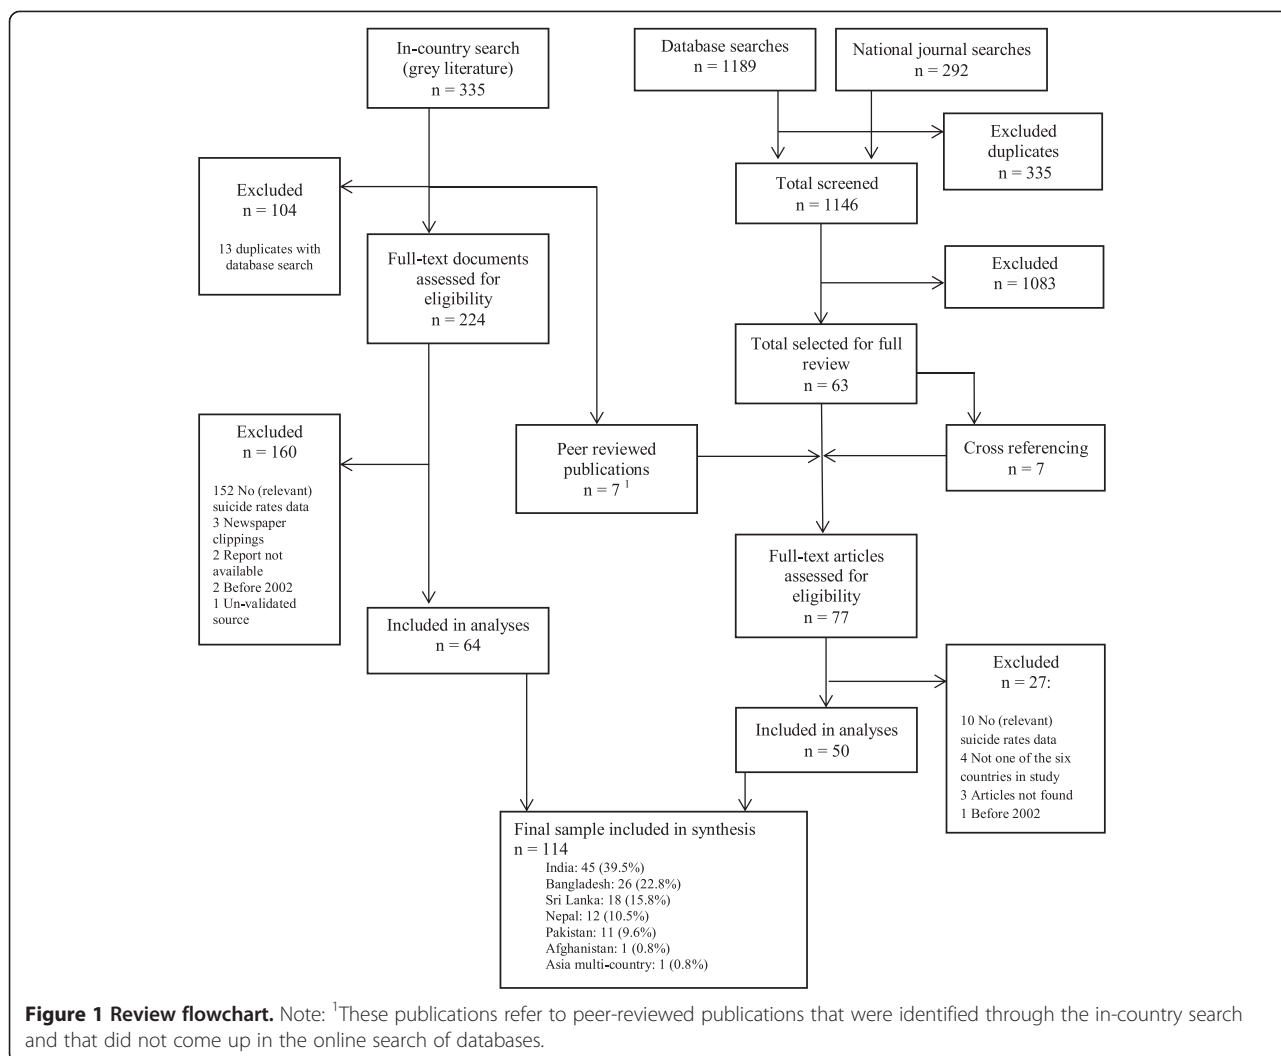 In-country search
(grey literature)
n = 335
Database searches
n = 1189
National journal searches
n = 292
Excluded
duplicates
n = 335
Excluded
n = 104
13 duplicates with
database search
Total screened
n = 1146
Full-text documents
assessed for
eligibility
n = 224
Excluded
n = 1083
Total selected for full
review
n = 63
Excluded
n = 160
152 No (relevant)
suicide rates data
3 Newspaper
clippings
2 Report not
available
2 Before 2002
1 Un-validated
source
Peer reviewed
publications
n = 7 1
Cross referencing
n = 7
Full-text articles
assessed for
eligibility
n = 77
Included in analyses
n = 64
Excluded
n = 27:
10 No (relevant)
suicide rates data
4 Not one of the six
countries in study
3 Articles not found
1 Before 2002
Included in analyses
n = 50
Final sample included in synthesis
n = 114
India: 45 (39.5%)
Bangladesh: 26 (22.8%)
Sri Lanka: 18 (15.8%)
Nepal: 12 (10.5%)
Pakistan: 11 (9.6%)
Afghanistan: 1 (0.8%)
Asia multi-country: 1 (0.8%)
Figure 1 Review flowchart. Note: 1These publications refer to peer-reviewed publications that were identified through the in-country search
and that did not come up in the online search of databases.